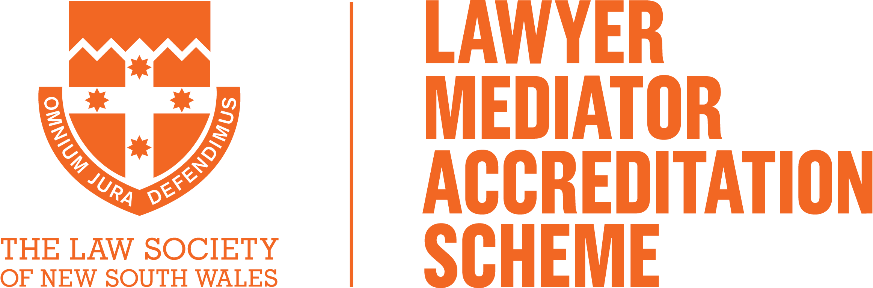 OMNIUM JURA DEFENDIMUS
THE LAW SOCIETY
OF NEW SOUTH WALES
LAWYER
MEDIATOR
ACCREDITATION
SCHEME